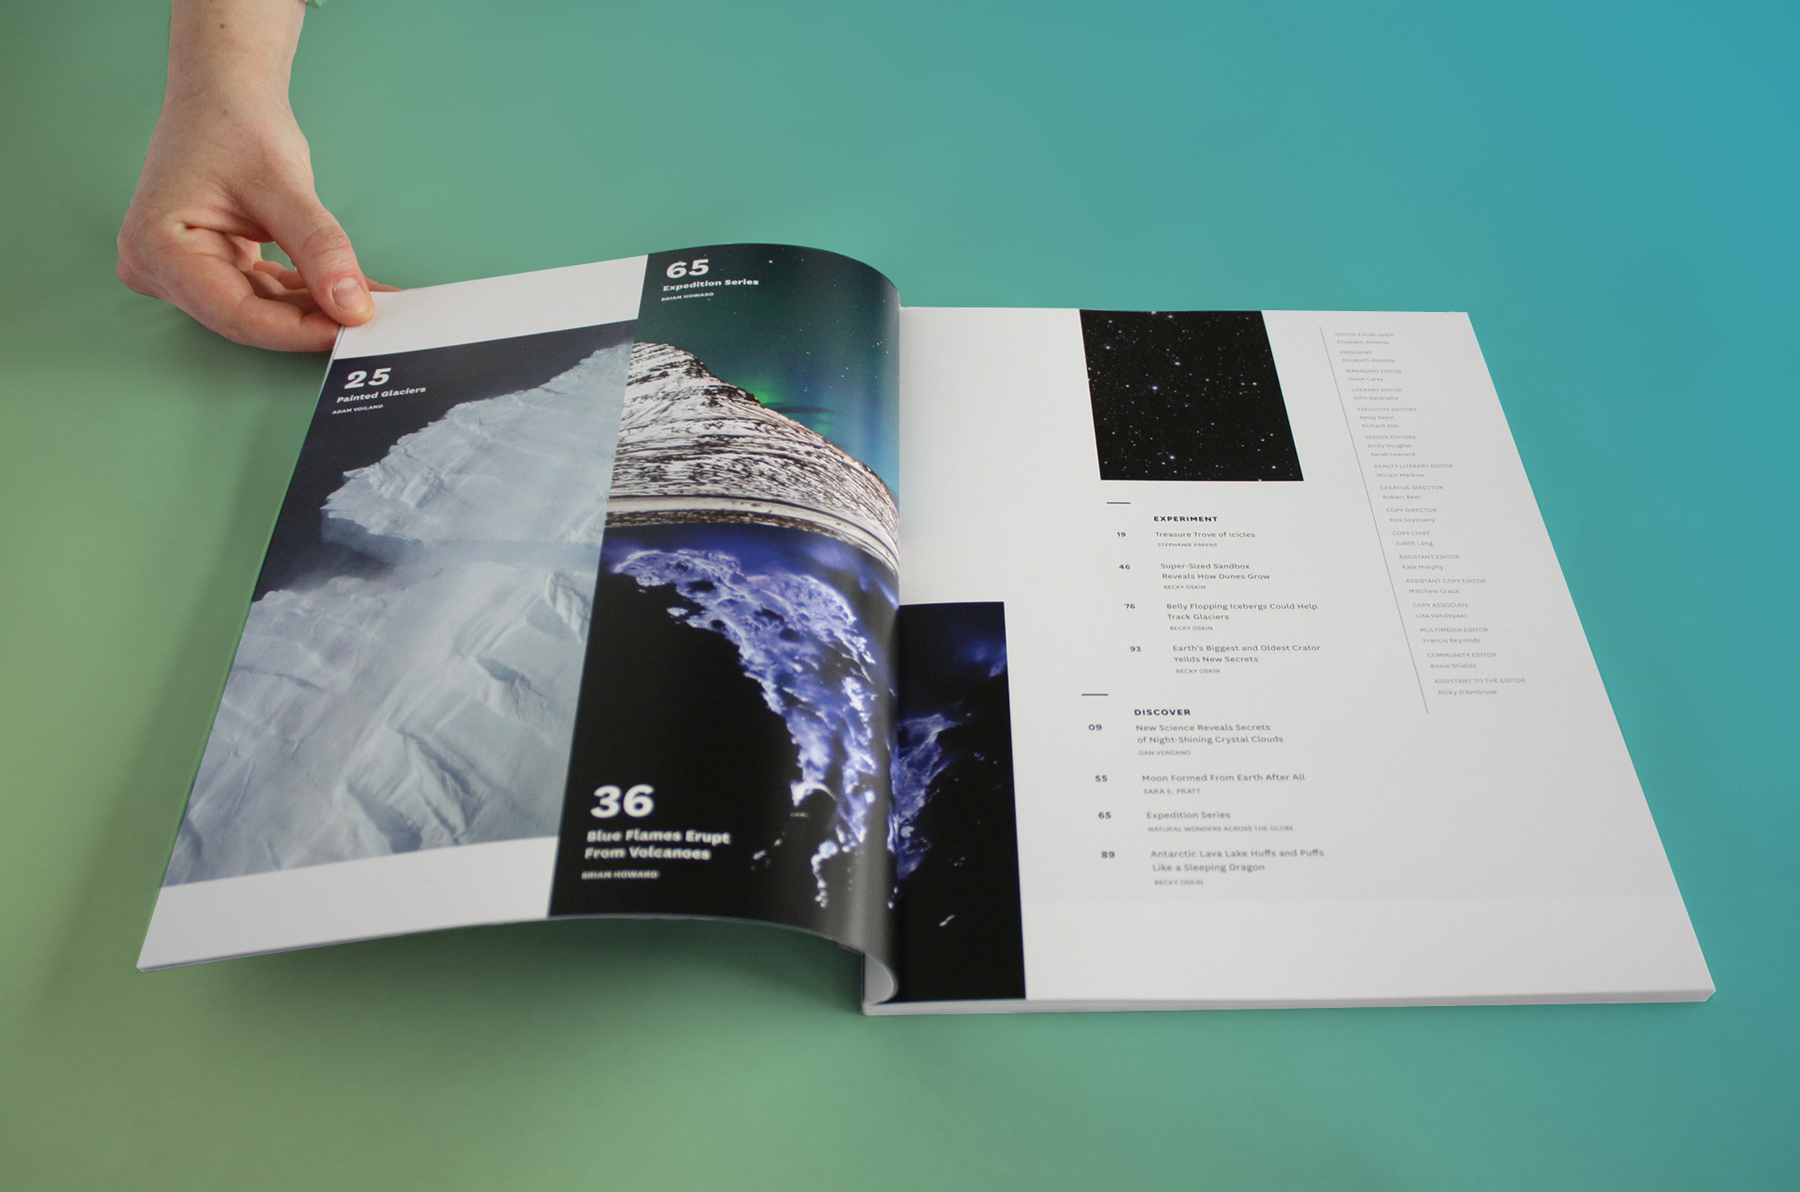 25
Painted Glaciers
ADAM VOILAND
65
Expedition Series
BRIAN HOWARD
36
Blue Flames Erupt
From Volcanoes
BRIAN HOWARD
EXPERIMENT
19 Treasure Trove of Icicles
STEPHANIE PAPPAS
46 Super-Sized Sandbox
Reveals How Dunes Grow
BECKY OSKIN
76 Belly Flopping Icebergs Could Help
Track Glaciers
BECKY OSKIN
93 Earth's Biggest and Oldest Crator
Yeilds New Secrets
BECKY OSKIN
DISCOVER
09 New Science Reveals Secrets
of Night-Shining Crystal Clouds
DAN VERGANO
55 Moon Formed From Earth After All
SARA E. PRATT
65 Expedition Series
NATURAL WONDERS ACROSS THE GLOBE
89 Antarctic Lava Lake Huffs and Puffs
Like a Sleeping Dragon
BECKY OSKIN
EDITOR & PUBLISHER
Elizabeth Almeida
PRESIDENT
Elizabeth Almeida
MANAGING EDITOR
LITERARY EDITOR
John
EXECUTIVE EDITORS
Betsy
Richard
SENIOR EDITORS
Emily Douglas
Sarah Leonard
DEPUTY LITERARY EDITOR
Miriam Markow
CREATIVE DIRECTOR
Robert Best
COPY DIRECTOR
Rick
COPY CHIEF
Judith Long
ASSISTANT EDITOR
Kate Murphy
ASSISTANT COPY EDITOR
Matthew Grace
COPY ASSOCIATE
Lisa Vandepaer
MULTIMEDIA EDITOR
Francis Reynolds
COMMUNITY EDITOR
Annie Shields
ASSISTANT TO THE EDITOR
Ricky D'Ambrose